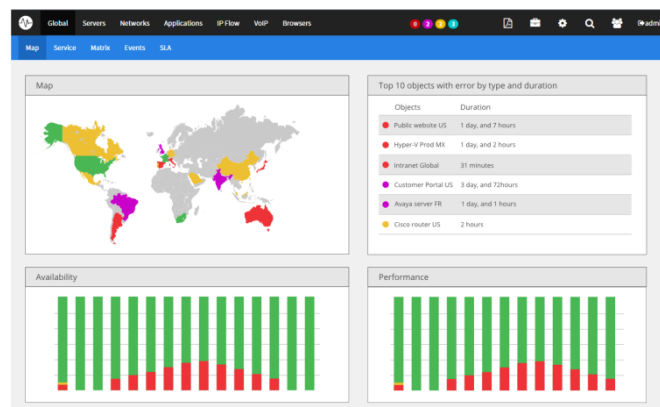 Global Servers Networks Applications IP Flow VoIP Browsers 0 2 2 3 admi
Map Service Matrix Events SLA
Map
Top 10 objects with error by type and duration
Objects Duration
Public website US 1 day, and 7 hours
Hyper-V Prod MX 1 day, and 2 hours
Intranet Global 31 minutes
Customer Portal US 3 day, and 72hours
Avaya server FR 1 day, and 1 hours
Cisco router US 2 hours
Availability
Performance